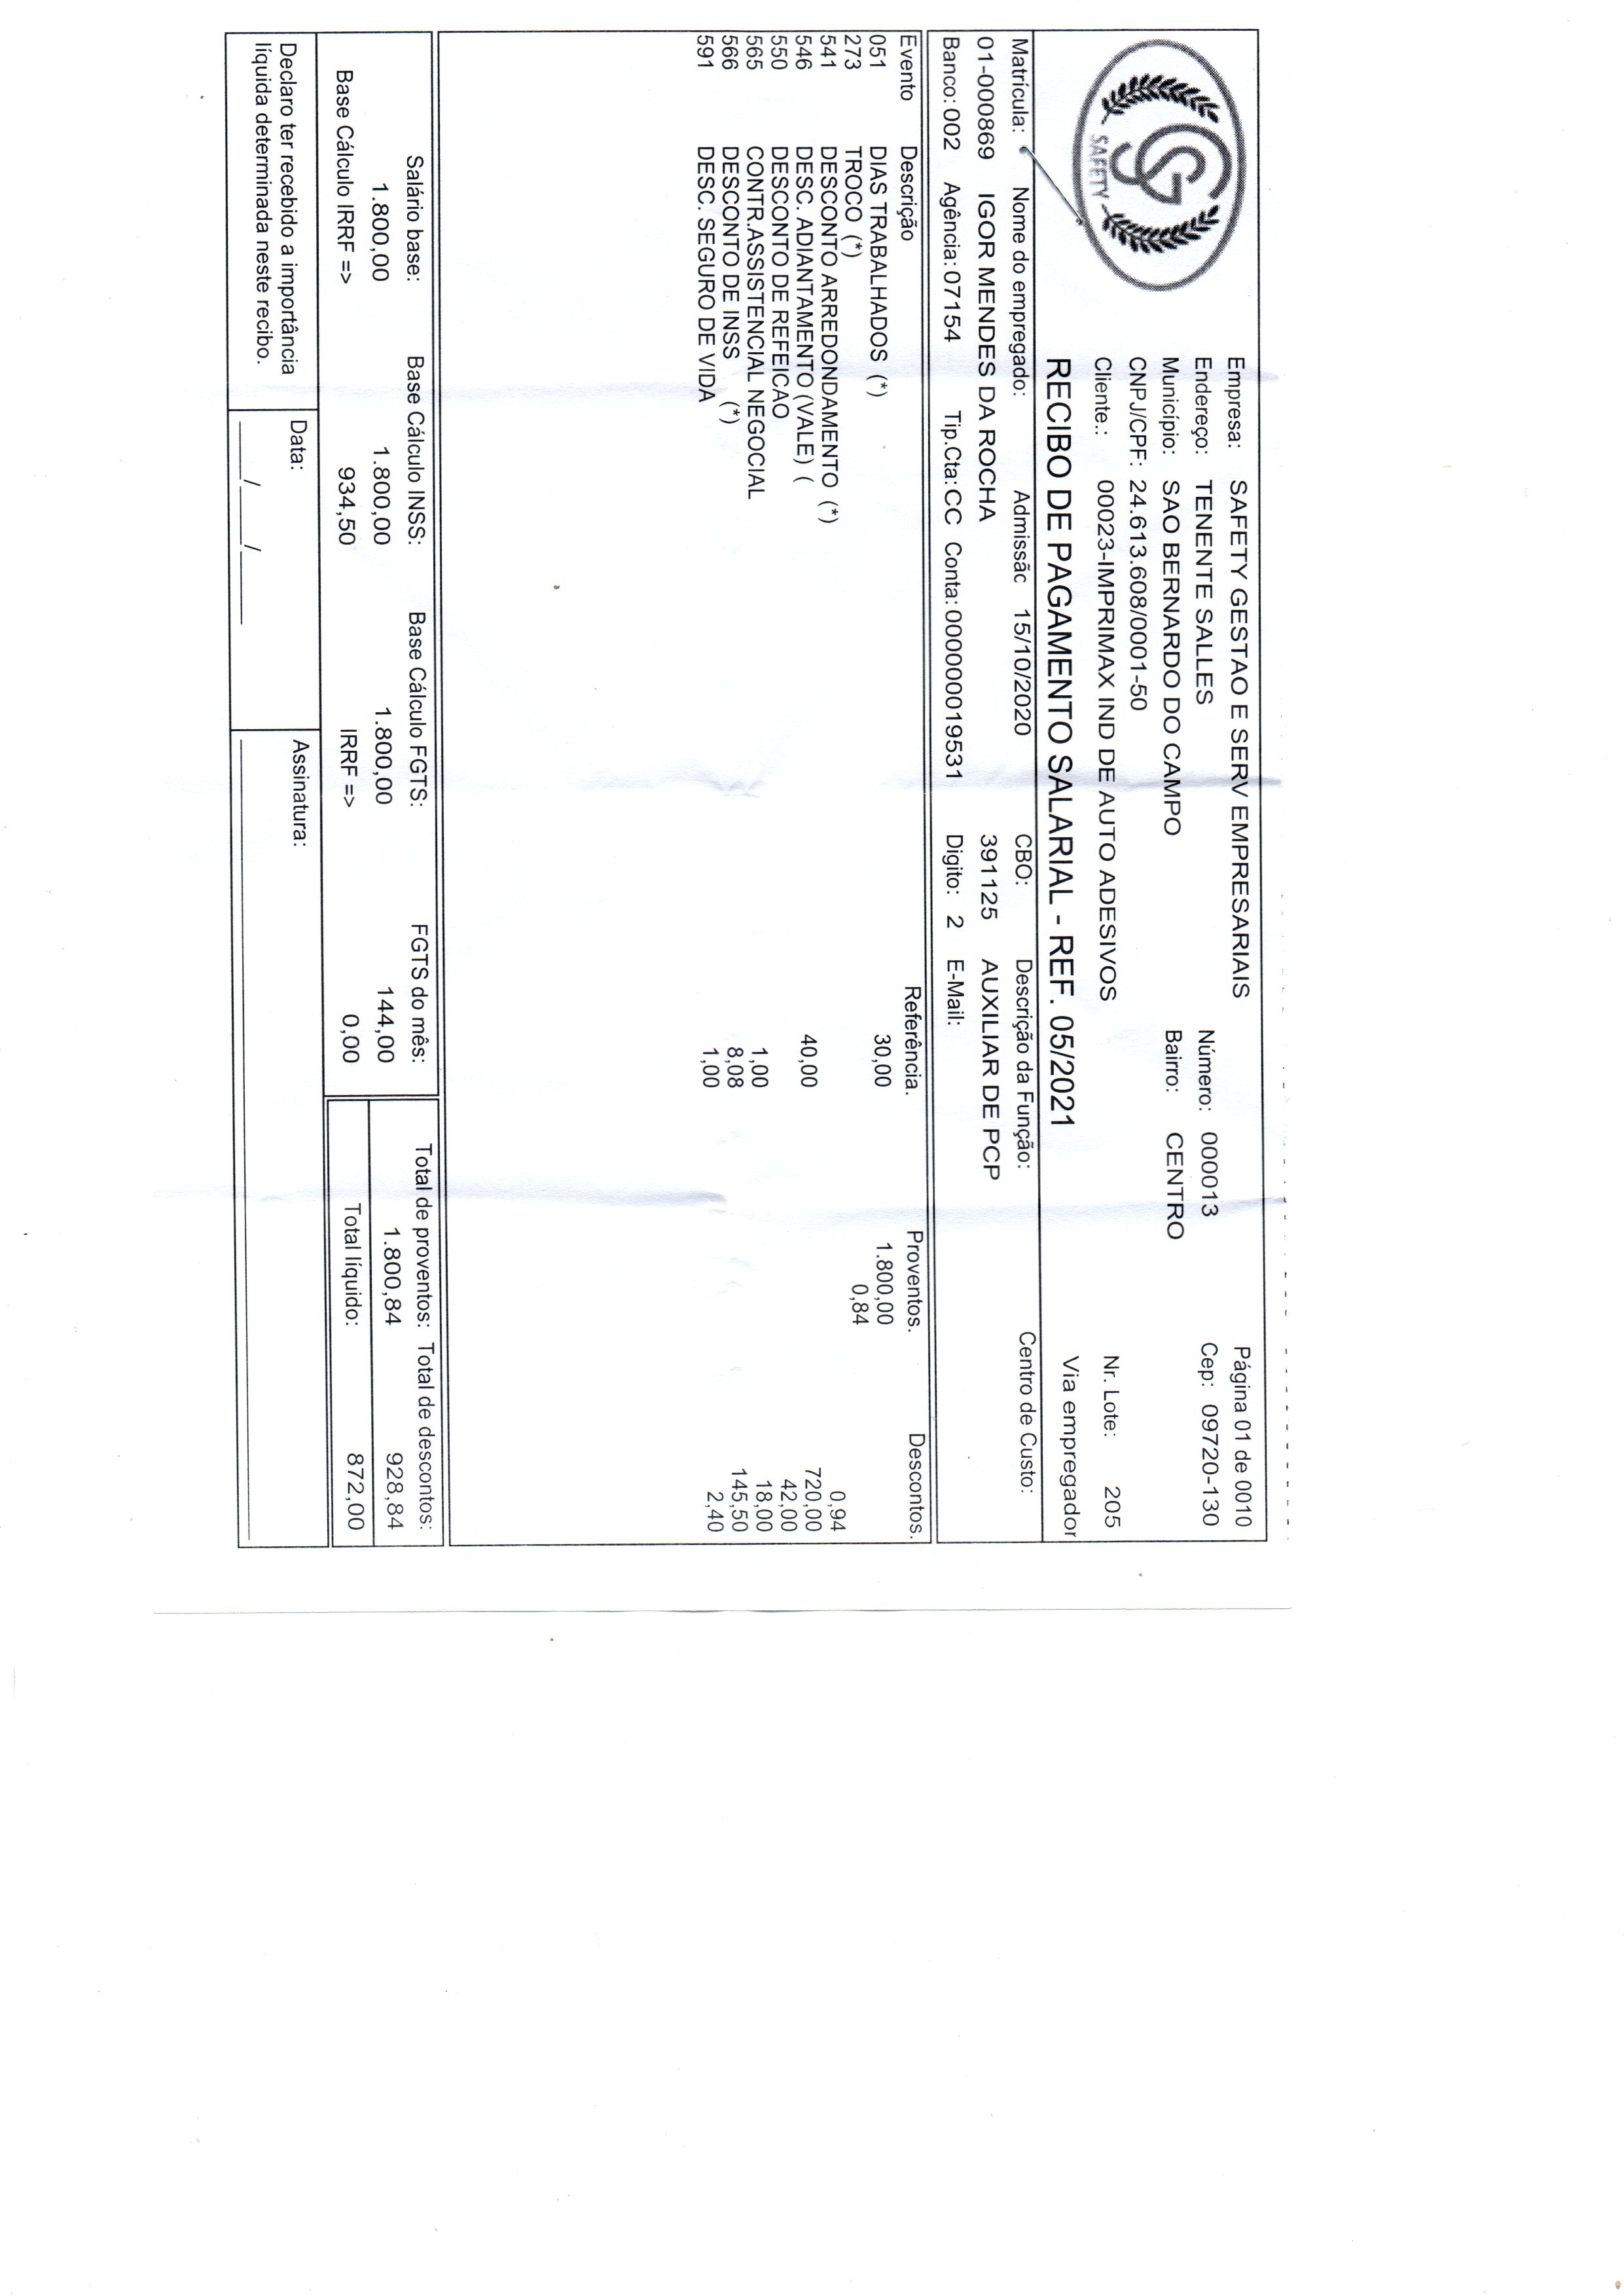 SG
SAFETY
Empresa: SAFETY GESTAO E SERV EMPRESARIAIS Página 01 de 0010
Endereço: TENENTE SALLES Número: 000013 Cep: 09720-130
Município: SAO BERNARDO DO CAMPO Bairro: CENTRO
CNPJ/CPF: 24.613.608/0001-50
Cliente.: 00023-IMPRIMAX IND DE AUTO ADESIVOS Nr. Lote: 205
RECIBO DE PAGAMENTO SALARIAL - REF. 05/2021 Via empregador
Matrícula: Nome do empregado: Admissãc 15/10/2020 CBO: Descrição da Função: Centro de Custo:
01-000869 IGOR MENDES DA ROCHA 391125 AUXILIAR DE PCP
Banco: 002 Agência: 07154 Tip.Cta: CC Conta: 000000019531 Digito: 2 E-Mail:
Evento Descrição Referência. Proventos. Descontos.
051 DIAS TRABALHADOS (*) 30,00 1.800,00
273 TROCO (*) 0,84
541 DESCONTO ARREDONDAMENTO (*) 0,94
546 DESC. ADIANTAMENTO (VALE) ( 40,00 720,00
550 DESCONTO DE REFEICAO 42,00
565 CONTR.ASSISTENCIAL NEGOCIAL 1,00 18,00
566 DESCONTO DE INSS (*) 8,08 145,50
591 DESC. SEGURO DE VIDA 1,00 2,40
Salário base: Base Cálculo INSS: Base Cálculo FGTS: FGTS do mês: Total de proventos: Total de descontos:
1.800,00 1.800,00 1.800,00 144,00 1.800,84 928,84
Base Cálculo IRRF => 934,50 IRRF => 0,00 Total líquido: 872,00
Declaro ter recebido a importância Data: Assinatura:
líquida determinada neste recibo. ____/____/_____